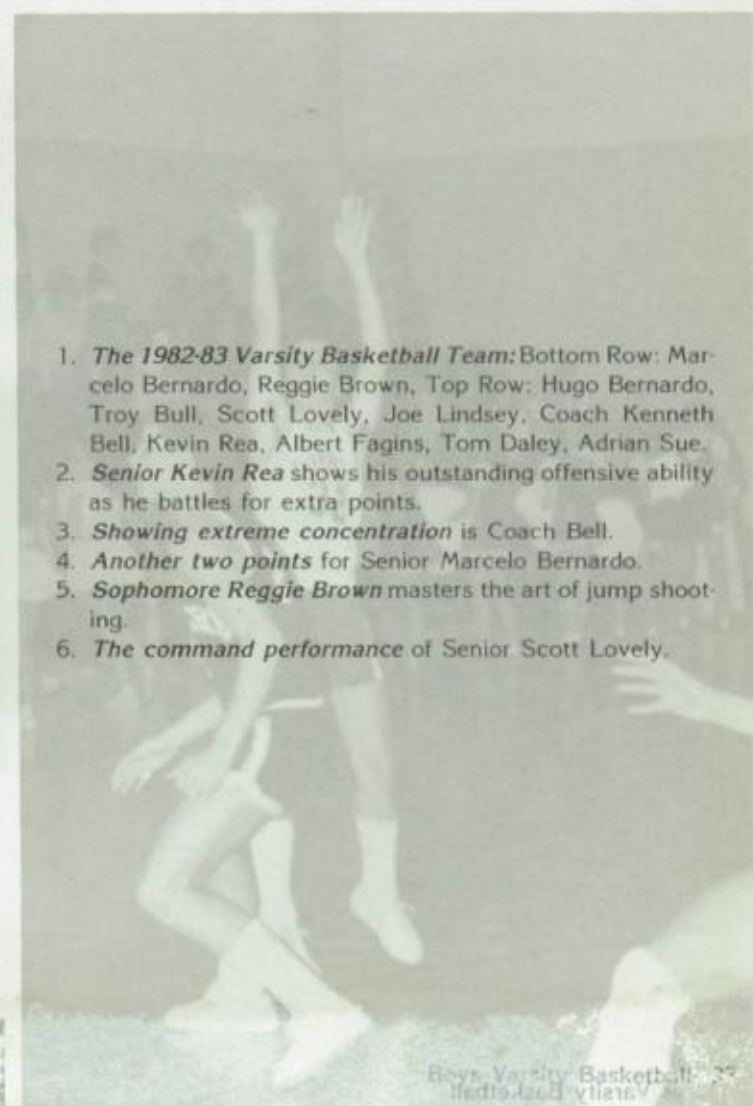 1. The 1982-83 Varsity Basketball Team: Bottom Row: Mar-
celo Bernardo, Reggie Brown, Top Row: Hugo Bernardo,
Troy Bull, Scott Lovely, Joe Lindsey, Coach Kenneth
Bell, Kevin Rea, Albert Fagins, Tom Daley, Adrian Sue.
2. Senior Kevin Rea shows his outstanding offensive ability
as he battles for extra points.
3. Showing extreme concentration is Coach Bell.
4. Another two points for Senior Marcelo Bernardo.
5. Sophomore Reggie Brown masters the art of jump shoot-
ing.
6. The command performance of Senior Scott Lovely.
Boys Varsity Basketball
Varsity Basketball